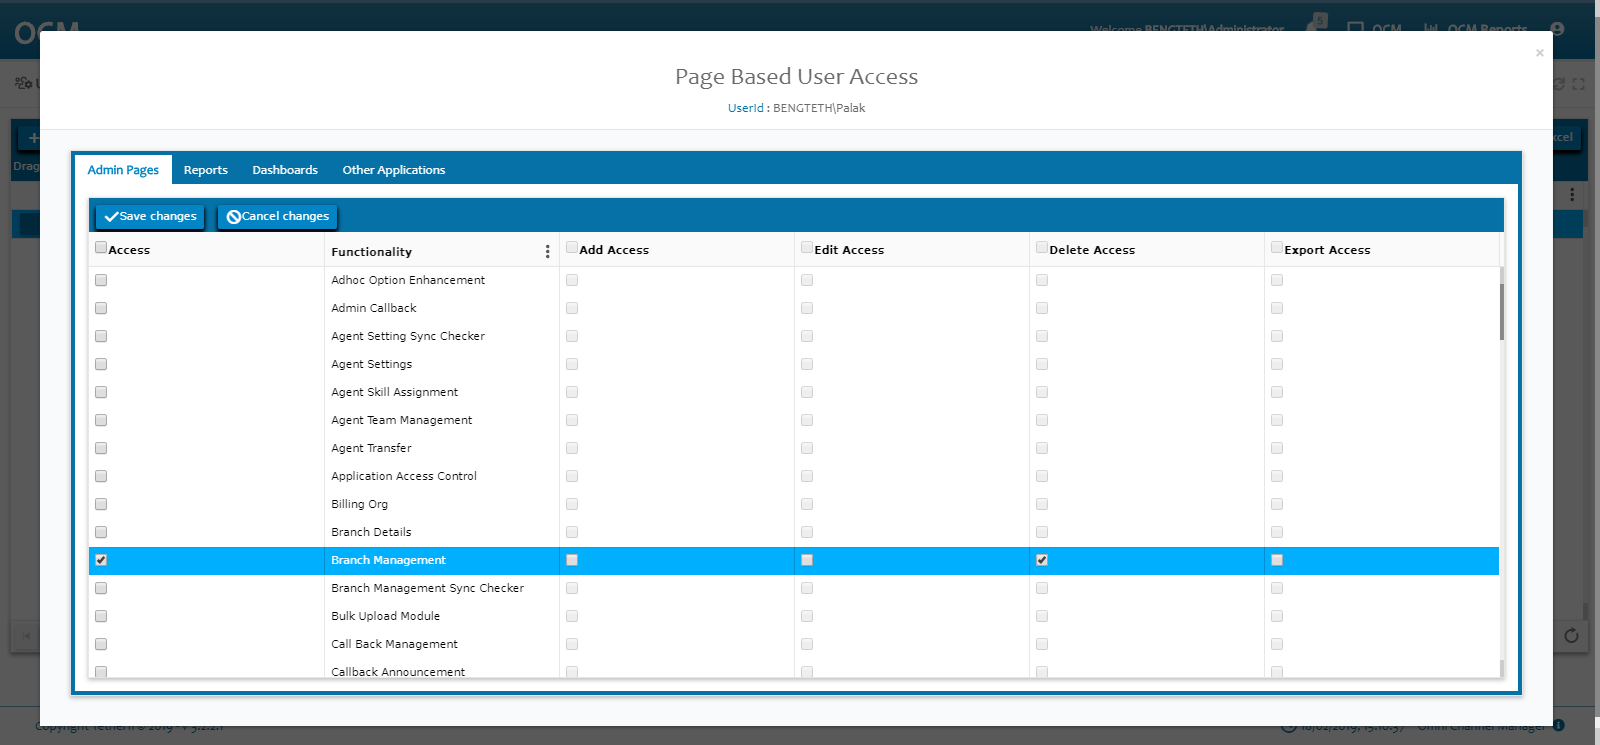 OCM
Welcome BENGTETH\Administrator 5 OCM OCM Reports
×
Page Based User Access
UserId : BENGTETH\Palak
Drag
Admin Pages Reports Dashboards Other Applications
Save changes Cancel changes
Access Functionality Add Access Edit Access Delete Access Export Access
Adhoc Option Enhancement
Admin Callback
Agent Setting Sync Checker
Agent Settings
Agent Skill Assignment
Agent Team Management
Agent Transfer
Application Access Control
Billing Org
Branch Details
Branch Management
Branch Management Sync Checker
Bulk Upload Module
Call Back Management
Callback Announcement
Omni Channel Manager